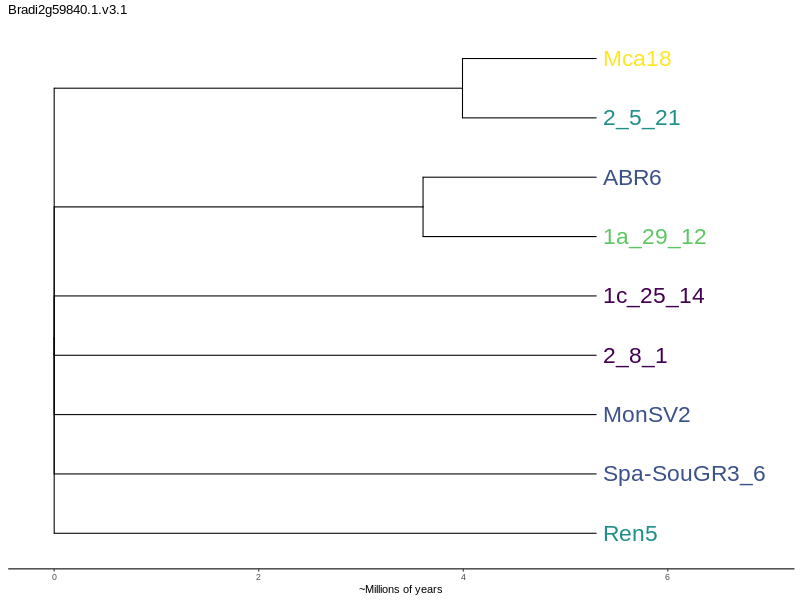 Bradi2g59840.1.v3.1
Mca18
2_5_21
ABR6
1a_29_12
1c_25_14
2_8_1
MonSV2
Spa-SouGR3_6
Ren5
0 2 4 6
~Millions of years